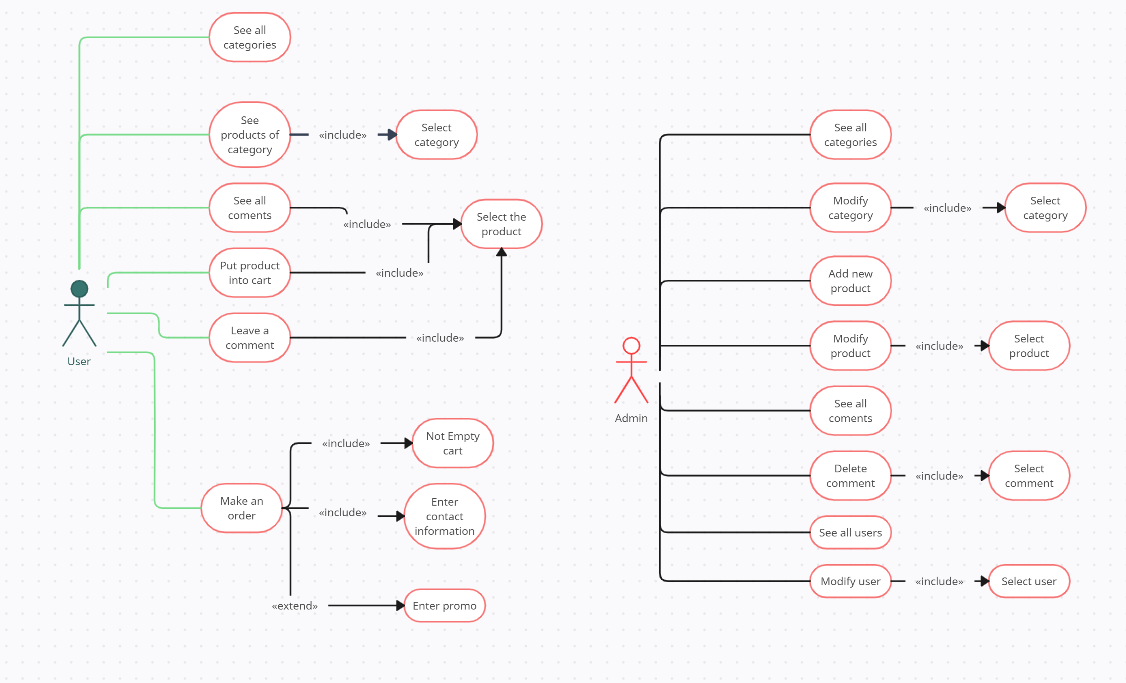 See all
categories
See
products of
category
«include»
Select
category
See all
coments
«include»
Select the
product
Put product
into cart
«include»
Leave a
comment
«include»
User
Not Empty
cart
«include»
Make an
order
«include»
Enter
contact
information
«extend»
Enter promo
See all
categories
Modify
category
«include»
Select
category
Add new
product
Modify
product
«include»
Select
product
Admin
See all
coments
Delete
comment
«include»
Select
comment
See all users
Modify user
«include»
Select user